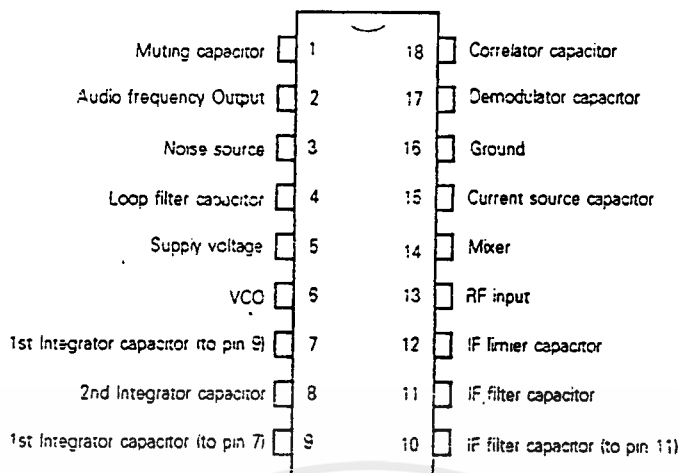 Muting capacitor 1 18 Correlator capacitor
Audio frequency Output 2 17 Demodulator capacitor
Noise source 3 16 Ground
Loop filter capacitor 4 15 Current source capacitor
Supply voltage 5 14 Mixer
VCO 6 13 RF input
1st Integrator capacitor (to pin 9) 7 12 IF limier capacitor
2nd Integrator capacitor 8 11 IF filter capacitor
1st Integrator capacitor (to pin 7) 9 10 IF filter capacitor (to pin 11)